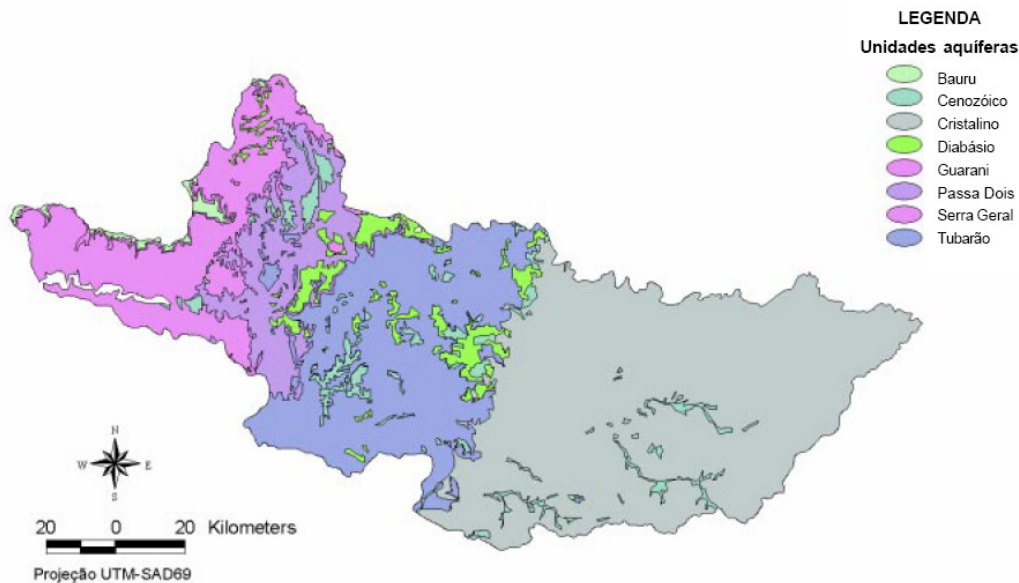 LEGENDA
Unidades aquíferas
Bauru
Cenozóico
Cristalino
Diabásio
Guarani
Passa Dois
Serra Geral
Tubarão
N
W E
S
20 0 20 Kilometers
Projeção UTM-SAD69